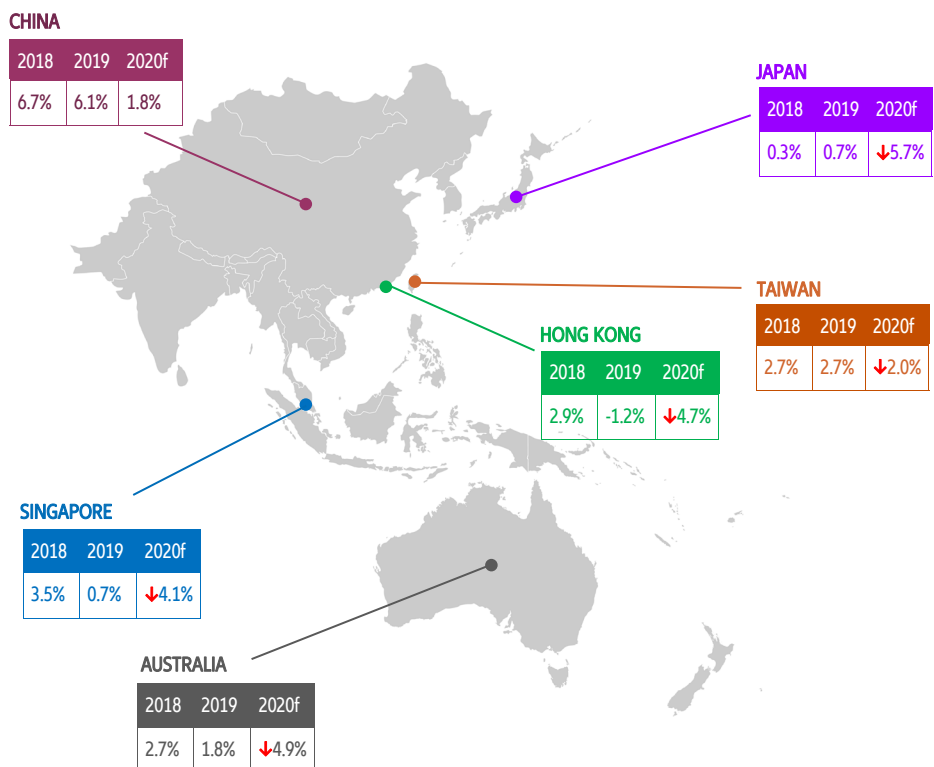 CHINA
2018 2019 2020f
6.7% 6.1% 1.8%
JAPAN
2018 2019 2020f
0.3% 0.7% ↓5.7%
TAIWAN
2018 2019 2020f
2.7% 2.7% ↓2.0%
HONG KONG
2018 2019 2020f
2.9% -1.2% ↓4.7%
SINGAPORE
2018 2019 2020f
3.5% 0.7% ↓4.1%
AUSTRALIA
2018 2019 2020f
2.7% 1.8% ↓4.9%